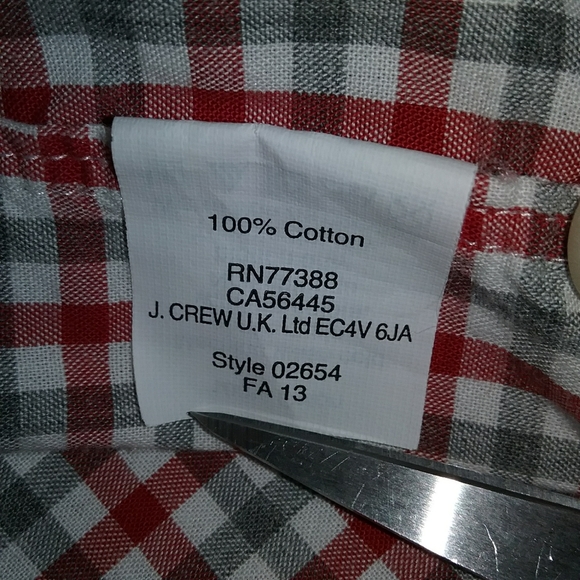 100% Cotton
RN77388
CA56445
J. CREW U.K. Ltd EC4V 6JA
Style 02654
FA 13